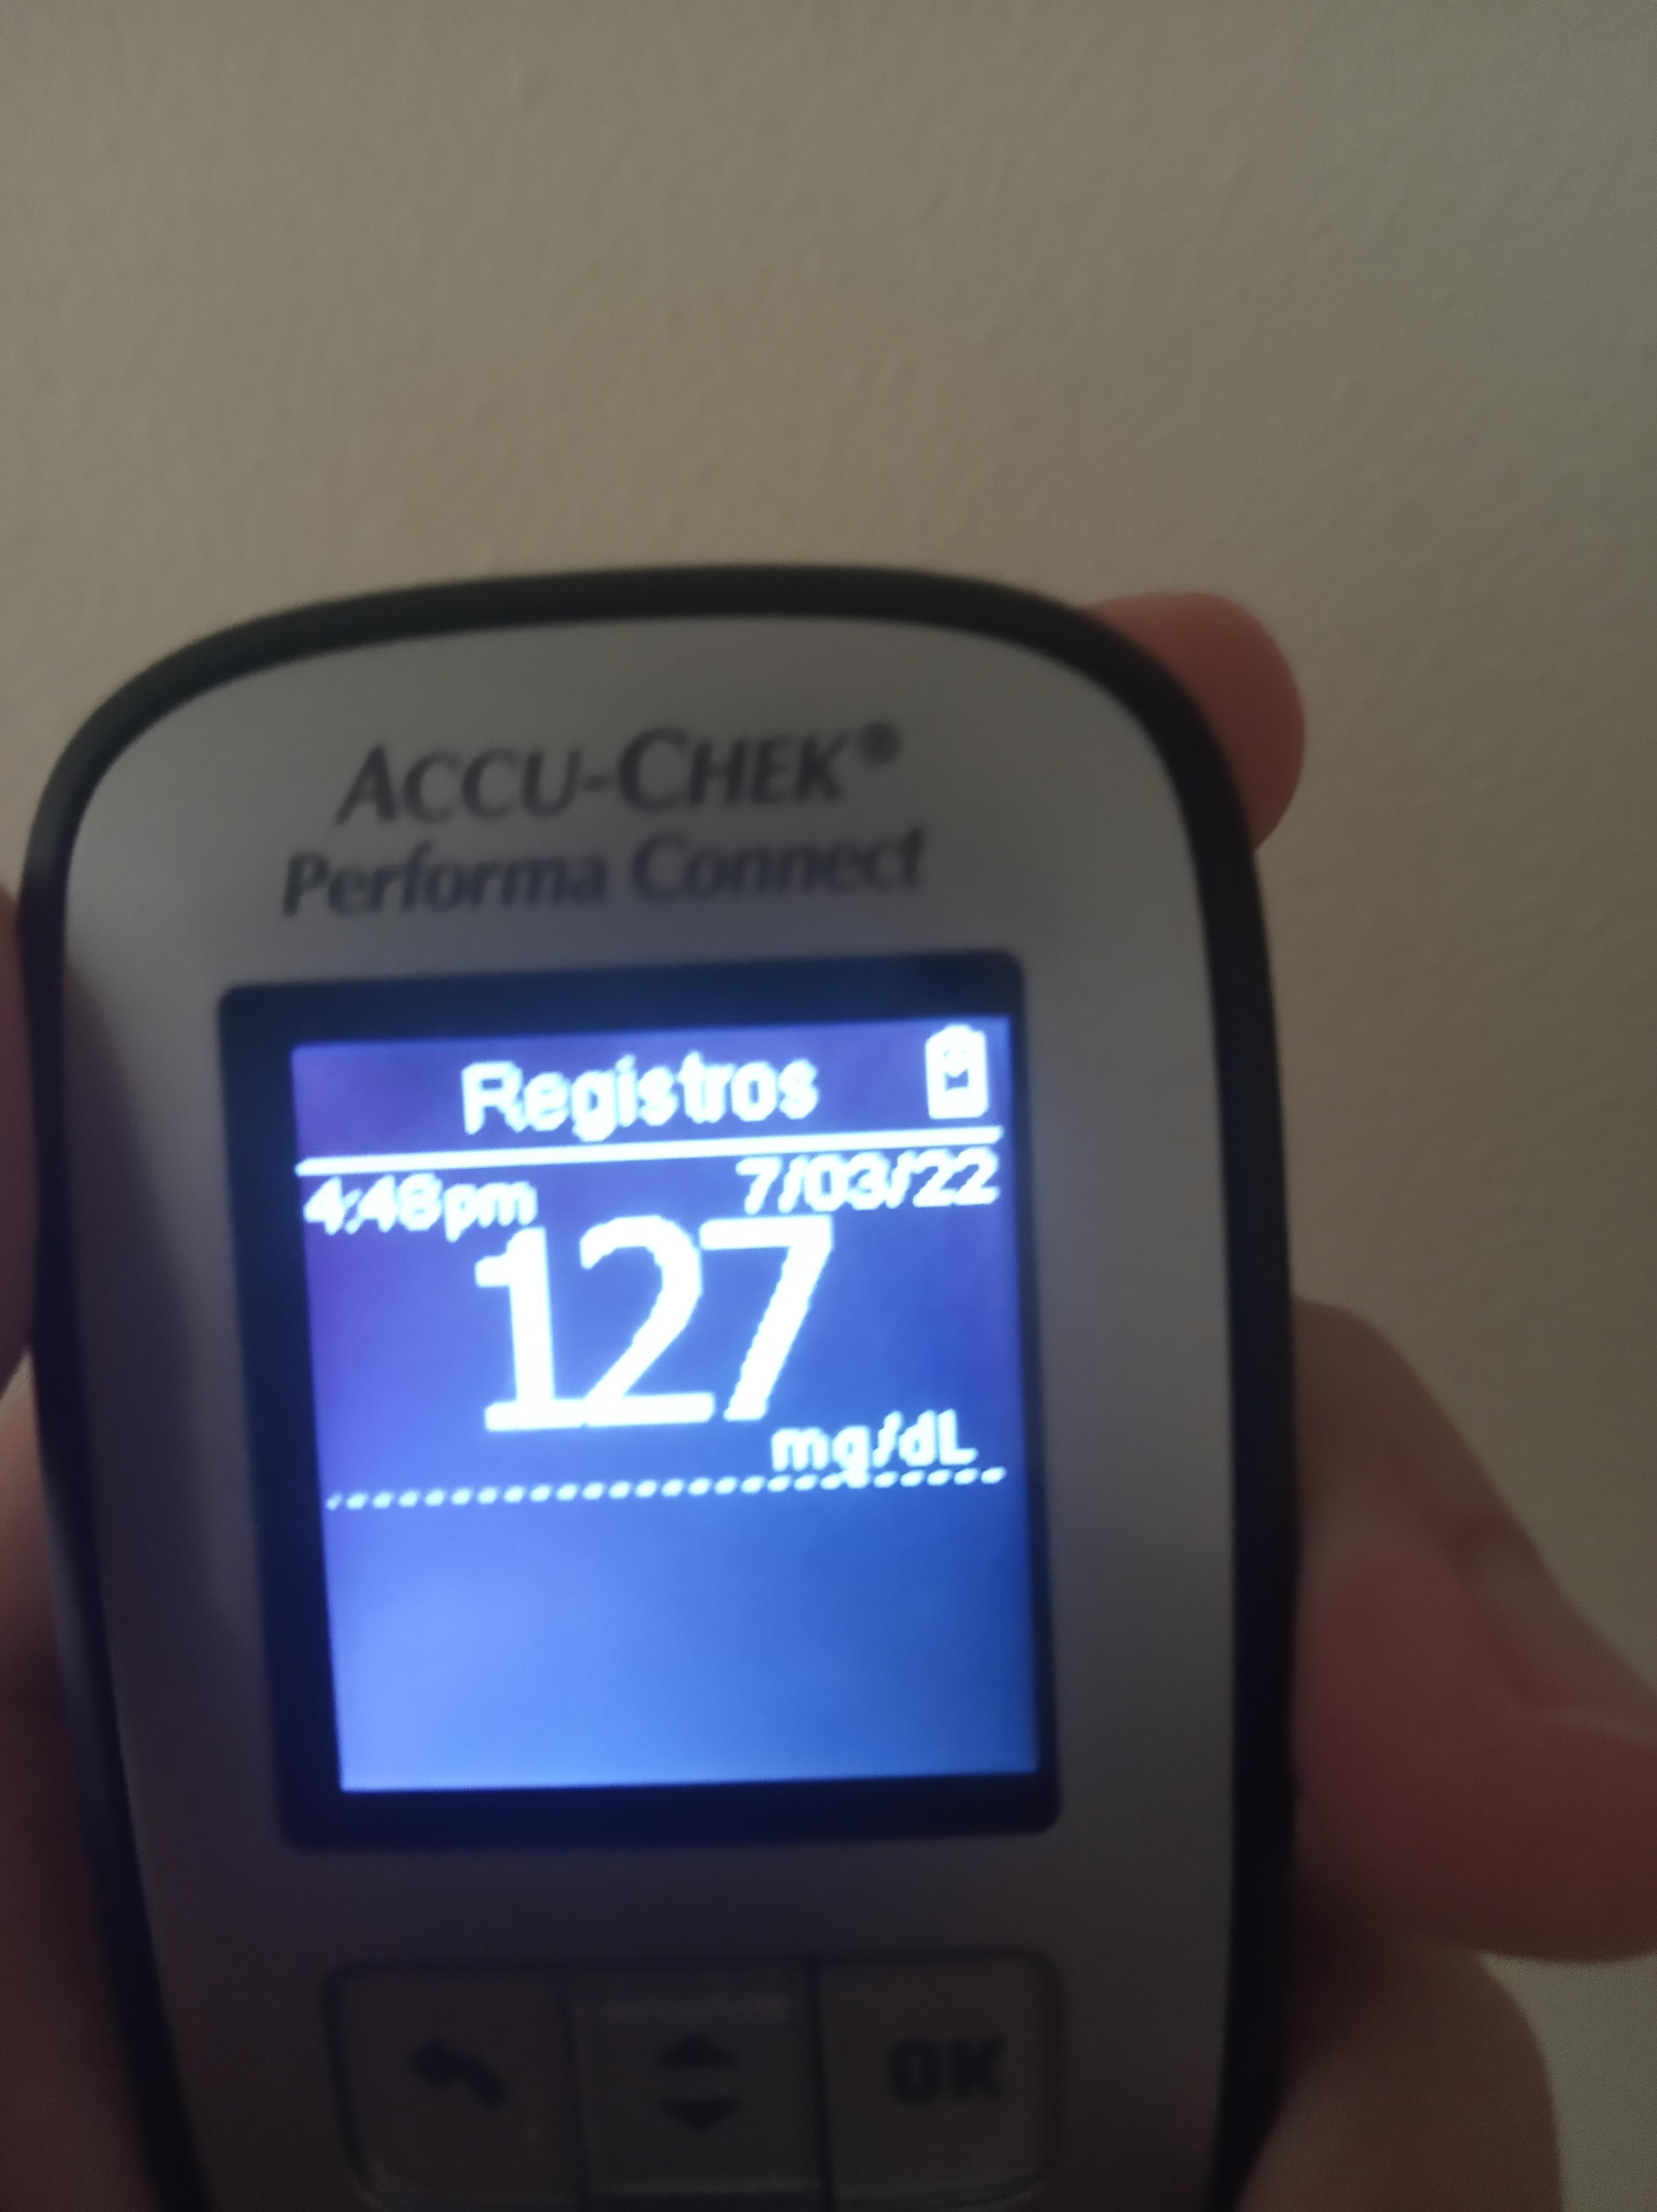 ACCU-CHEK®
Performa Connect
Registros
4:48pm 7/03/22
127
mg/dL
OK